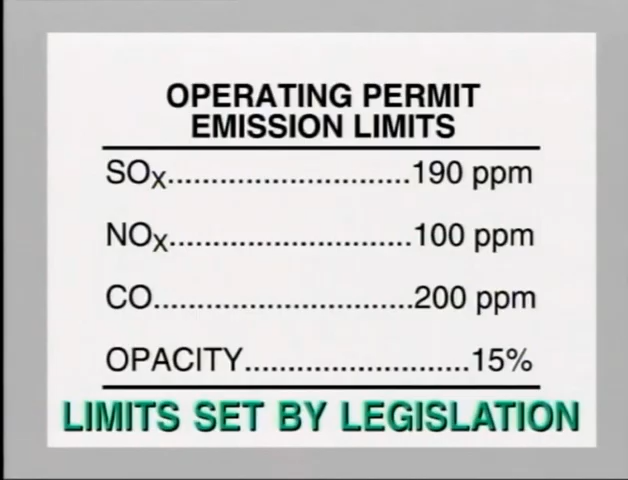 OPERATING PERMIT
EMISSION LIMITS
SOX............................190 ppm
NOX............................100 ppm
CO..............................200 ppm
OPACITY..........................15%
LIMITS SET BY LEGISLATION